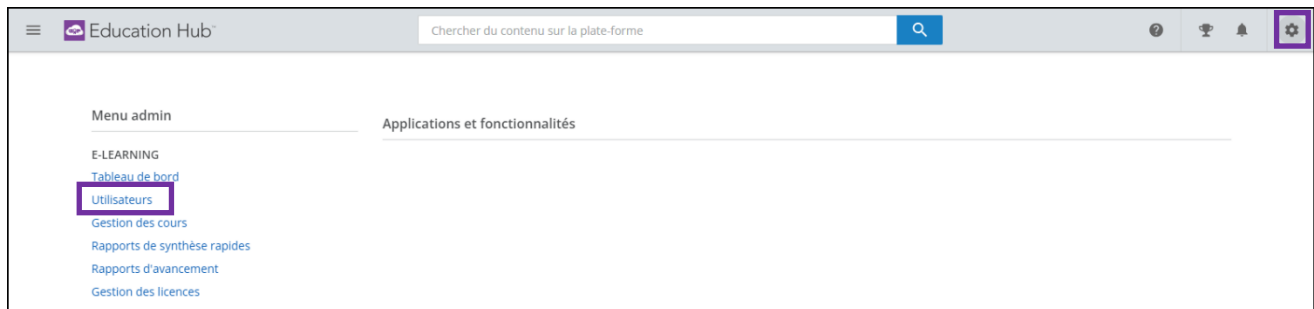 Education Hub™
Chercher du contenu sur la plate-forme
Menu admin
Applications et fonctionnalités
E-LEARNING
Tableau de bord
Utilisateurs
Gestion des cours
Rapports de synthèse rapides
Rapports d'avancement
Gestion des licences